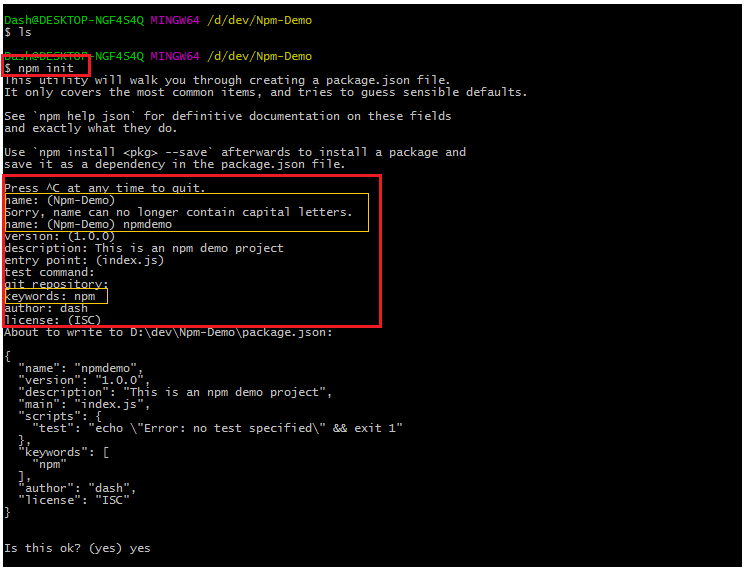 Dash@DESKTOP-NGF4S4Q MINGW64 /d/dev/Npm-Demo
$ ls
Dash@DESKTOP-NGF4S4Q MINGW64 /d/dev/Npm-Demo
$ npm init
This utility will walk you through creating a package.json file.
It only covers the most common items, and tries to guess sensible defaults.
See `npm help json` for definitive documentation on these fields
and exactly what they do.
Use `npm install <pkg> --save` afterwards to install a package and
save it as a dependency in the package.json file.
Press ^C at any time to quit.
name: (Npm-Demo)
Sorry, name can no longer contain capital letters.
name: (Npm-Demo) npmdemo
version: (1.0.0)
description: This is an npm demo project
entry point: (index.js)
test command:
git repository:
keywords: npm
author: dash
license: (ISC)
About to write to D:\dev\Npm-Demo\package.json:
{
  "name": "npmdemo",
  "version": "1.0.0",
  "description": "This is an npm demo project",
  "main": "index.js",
  "scripts": {
    "test": "echo \"Error: no test specified\" && exit 1"
  },
  "keywords": [
    "npm"
  ],
  "author": "dash",
  "license": "ISC"
}
Is this ok? (yes) yes